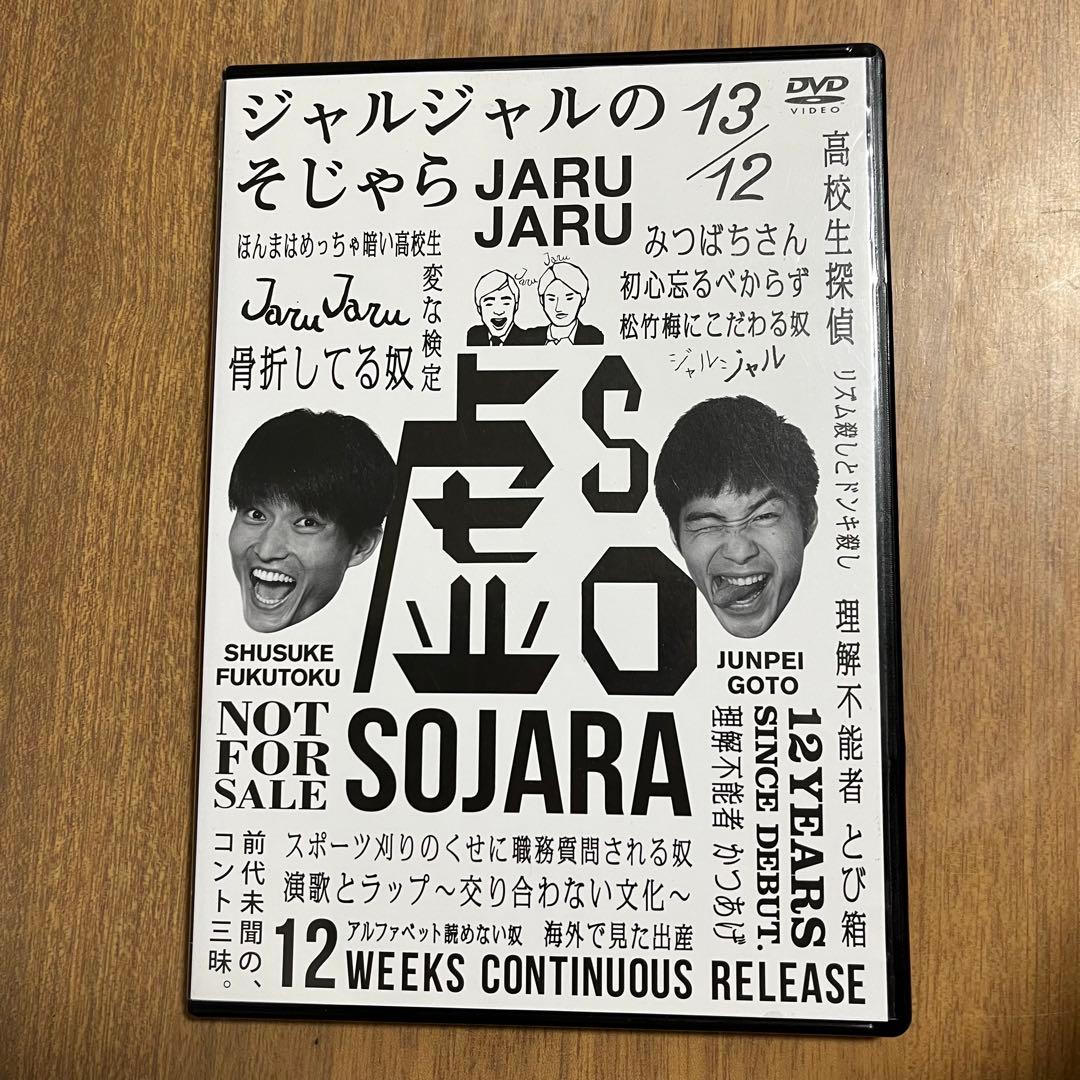 ジャルジャルの
そじゃら
13/12
DVD
VIDEO
JARU
JARU
ほんまはめっちゃ暗い高校生
Jaru Jaru
骨折してる奴
変な検定
Jaru
Jaru
みつばちさん
初心忘るべからず
松竹梅にこだわる奴
ジャルジャル
高校生探偵
リズム殺しとドンキ殺し
理解不能者
とび箱
虚
SO
SHUSUKE
FUKUTOKU
JUNPEI
GOTO
NOT
FOR
SALE
SOJARA
12 YEARS
SINCE DEBUT.
理解不能者 かつあげ
前代未聞の、
コント三昧。
スポーツ刈りのくせに職務質問される奴
演歌とラップ〜交り合わない文化〜
アルファベット読めない奴 海外で見た出産
12 WEEKS CONTINUOUS RELEASE